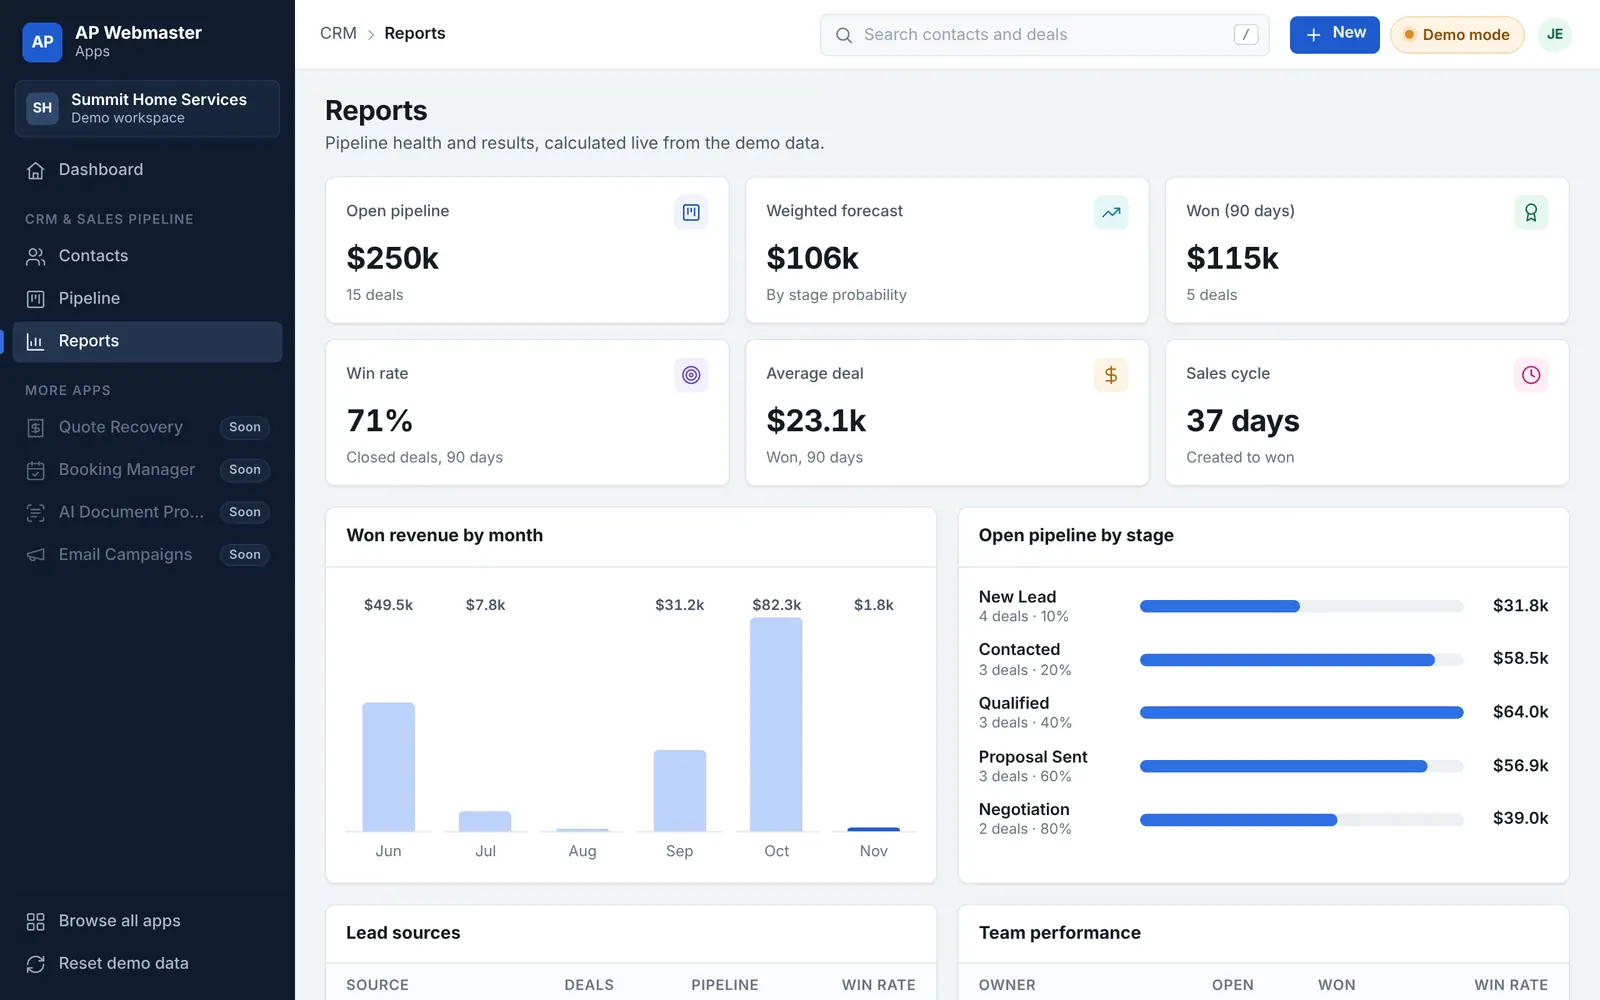 AP
AP Webmaster
Apps
SH
Summit Home Services
Demo workspace
Dashboard
CRM & SALES PIPELINE
Contacts
Pipeline
Reports
MORE APPS
Quote Recovery Soon
Booking Manager Soon
AI Document Pro... Soon
Email Campaigns Soon
Browse all apps
Reset demo data
CRM > Reports
Search contacts and deals /
+ New
Demo mode
JE
Reports
Pipeline health and results, calculated live from the demo data.
Open pipeline
$250k
15 deals
Weighted forecast
$106k
By stage probability
Won (90 days)
$115k
5 deals
Win rate
71%
Closed deals, 90 days
Average deal
$23.1k
Won, 90 days
Sales cycle
37 days
Created to won
Won revenue by month
$49.5k $7.8k $31.2k $82.3k $1.8k
Jun Jul Aug Sep Oct Nov
Open pipeline by stage
New Lead
4 deals · 10%
$31.8k
Contacted
3 deals · 20%
$58.5k
Qualified
3 deals · 40%
$64.0k
Proposal Sent
3 deals · 60%
$56.9k
Negotiation
2 deals · 80%
$39.0k
Lead sources
SOURCE DEALS PIPELINE WIN RATE
Team performance
OWNER OPEN WON WIN RATE